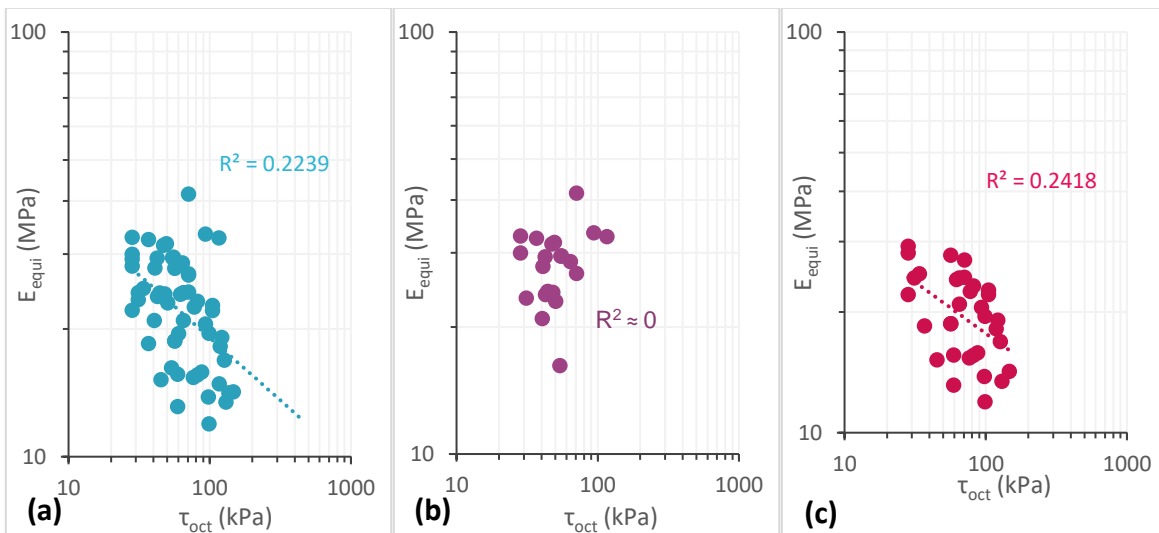 100
R² = 0.2239
E_equi (MPa)
10
10
100
1000
τ_oct (kPa)
(a)
100
R² ≈ 0
E_equi (MPa)
10
10
100
1000
τ_oct (kPa)
(b)
100
R² = 0.2418
E_equi (MPa)
10
10
100
1000
τ_oct (kPa)
(c)